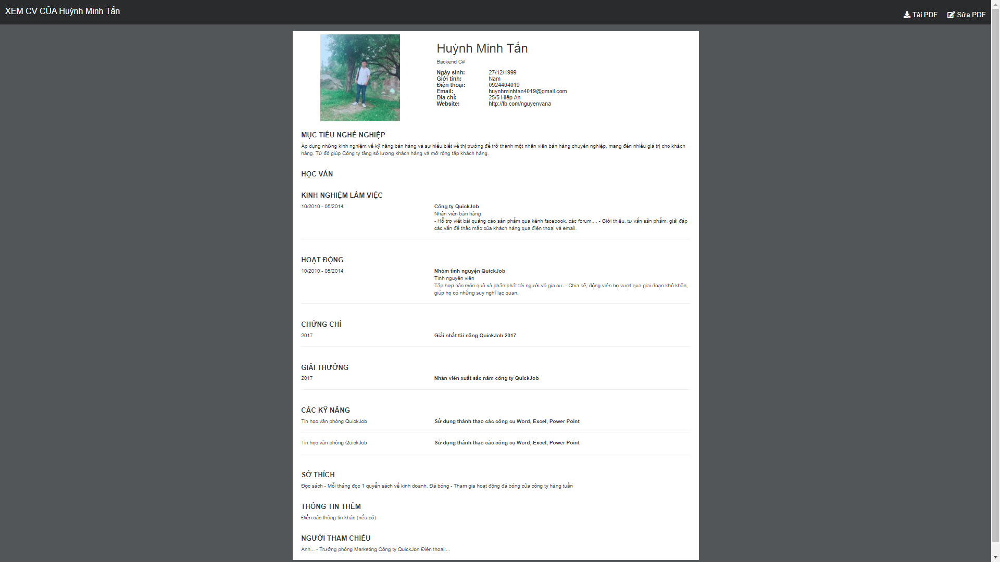 XEM CV CỦA Huỳnh Minh Tấn
Tải PDF
Sửa PDF
Huỳnh Minh Tấn
Backend C#
Ngày sinh: 27/12/1999
Giới tính: Nam
Điện thoại: 0924404019
Email: huynhminhtan4019@gmail.com
Địa chỉ: 25/5 Hiệp An
Website: http://fb.com/nguyenvana
MỤC TIÊU NGHỀ NGHIỆP
Áp dụng những kinh nghiệm về kỹ năng bán hàng và sự hiểu biết về thị trường để trở thành một nhân viên bán hàng chuyên nghiệp, mang đến nhiều giá trị cho khách
hàng. Từ đó giúp Công ty tăng số lượng khách hàng và mở rộng tập khách hàng.
HỌC VẤN
KINH NGHIỆM LÀM VIỆC
10/2010 - 05/2014 Công ty QuickJob
Nhân viên bán hàng
- Hỗ trợ viết bài quảng cáo sản phẩm qua kênh facebook, các forum,... - Giới thiệu, tư vấn sản phẩm, giải đáp
các vấn đề thắc mắc của khách hàng qua điện thoại và email.
HOẠT ĐỘNG
10/2010 - 05/2014 Nhóm tình nguyện QuickJob
Tình nguyện viên
Tập hợp các món quà và phân phát tới người vô gia cư. - Chia sẻ, động viên họ vượt qua giai đoạn khó khăn,
giúp họ có những suy nghĩ lạc quan.
CHỨNG CHỈ
2017 Giải nhất tài năng QuickJob 2017
GIẢI THƯỞNG
2017 Nhân viên xuất sắc năm công ty QuickJob
CÁC KỸ NĂNG
Tin học văn phòng QuickJob Sử dụng thành thạo các công cụ Word, Excel, Power Point
Tin học văn phòng QuickJob Sử dụng thành thạo các công cụ Word, Excel, Power Point
SỞ THÍCH
Đọc sách - Mỗi tháng đọc 1 quyển sách về kinh doanh. Đá bóng - Tham gia hoạt động đá bóng của công ty hàng tuần
THÔNG TIN THÊM
Điền các thông tin khác (nếu có)
NGƯỜI THAM CHIẾU
Anh... - Trưởng phòng Marketing Công ty QuickJon Điện thoại:...